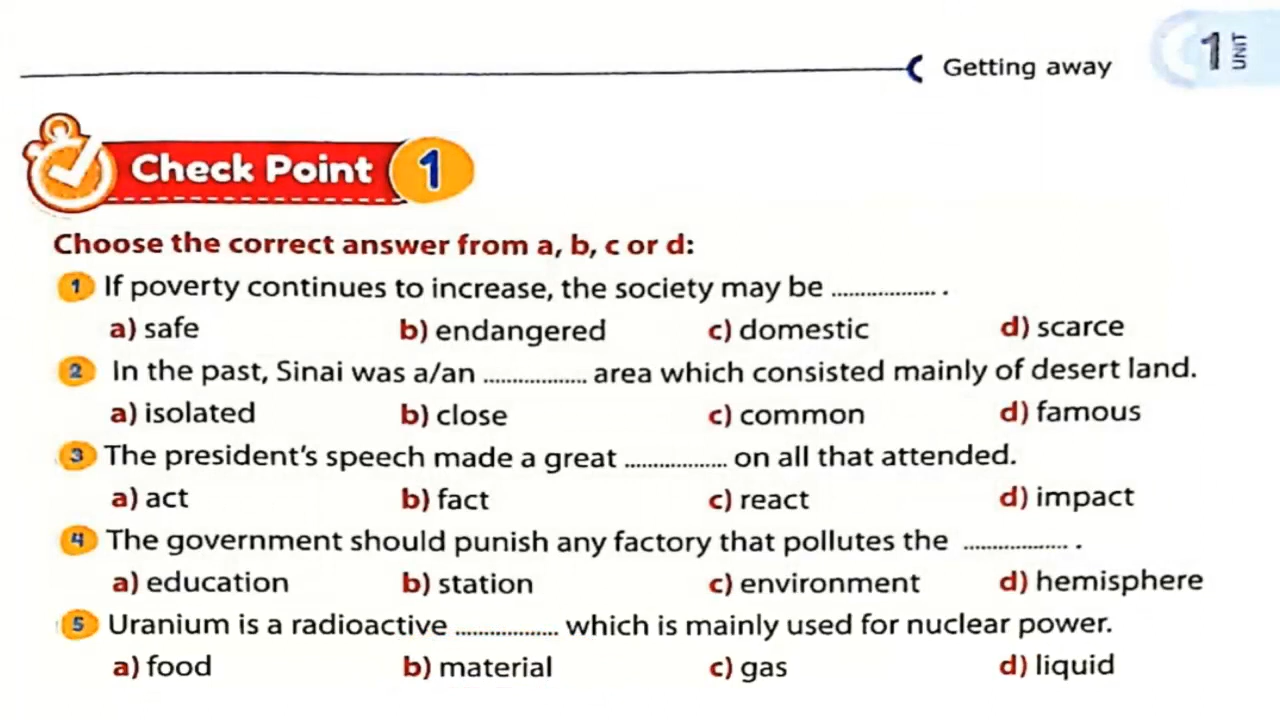 Getting away
1 UNIT
Check Point 1
Choose the correct answer from a, b, c or d:
1 If poverty continues to increase, the society may be .................. .
a) safe b) endangered c) domestic d) scarce
2 In the past, Sinai was a/an .................. area which consisted mainly of desert land.
a) isolated b) close c) common d) famous
3 The president's speech made a great .................. on all that attended.
a) act b) fact c) react d) impact
4 The government should punish any factory that pollutes the .................. .
a) education b) station c) environment d) hemisphere
5 Uranium is a radioactive .................. which is mainly used for nuclear power.
a) food b) material c) gas d) liquid